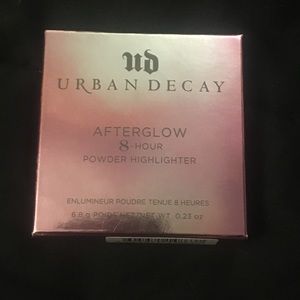 UD
URBAN DECAY
AFTERGLOW
8-HOUR
POWDER HIGHLIGHTER
ENLUMINEUR POUDRE TENUE 8 HEURES
6.8 g POIDS NET/NET WT. 0.23 oz